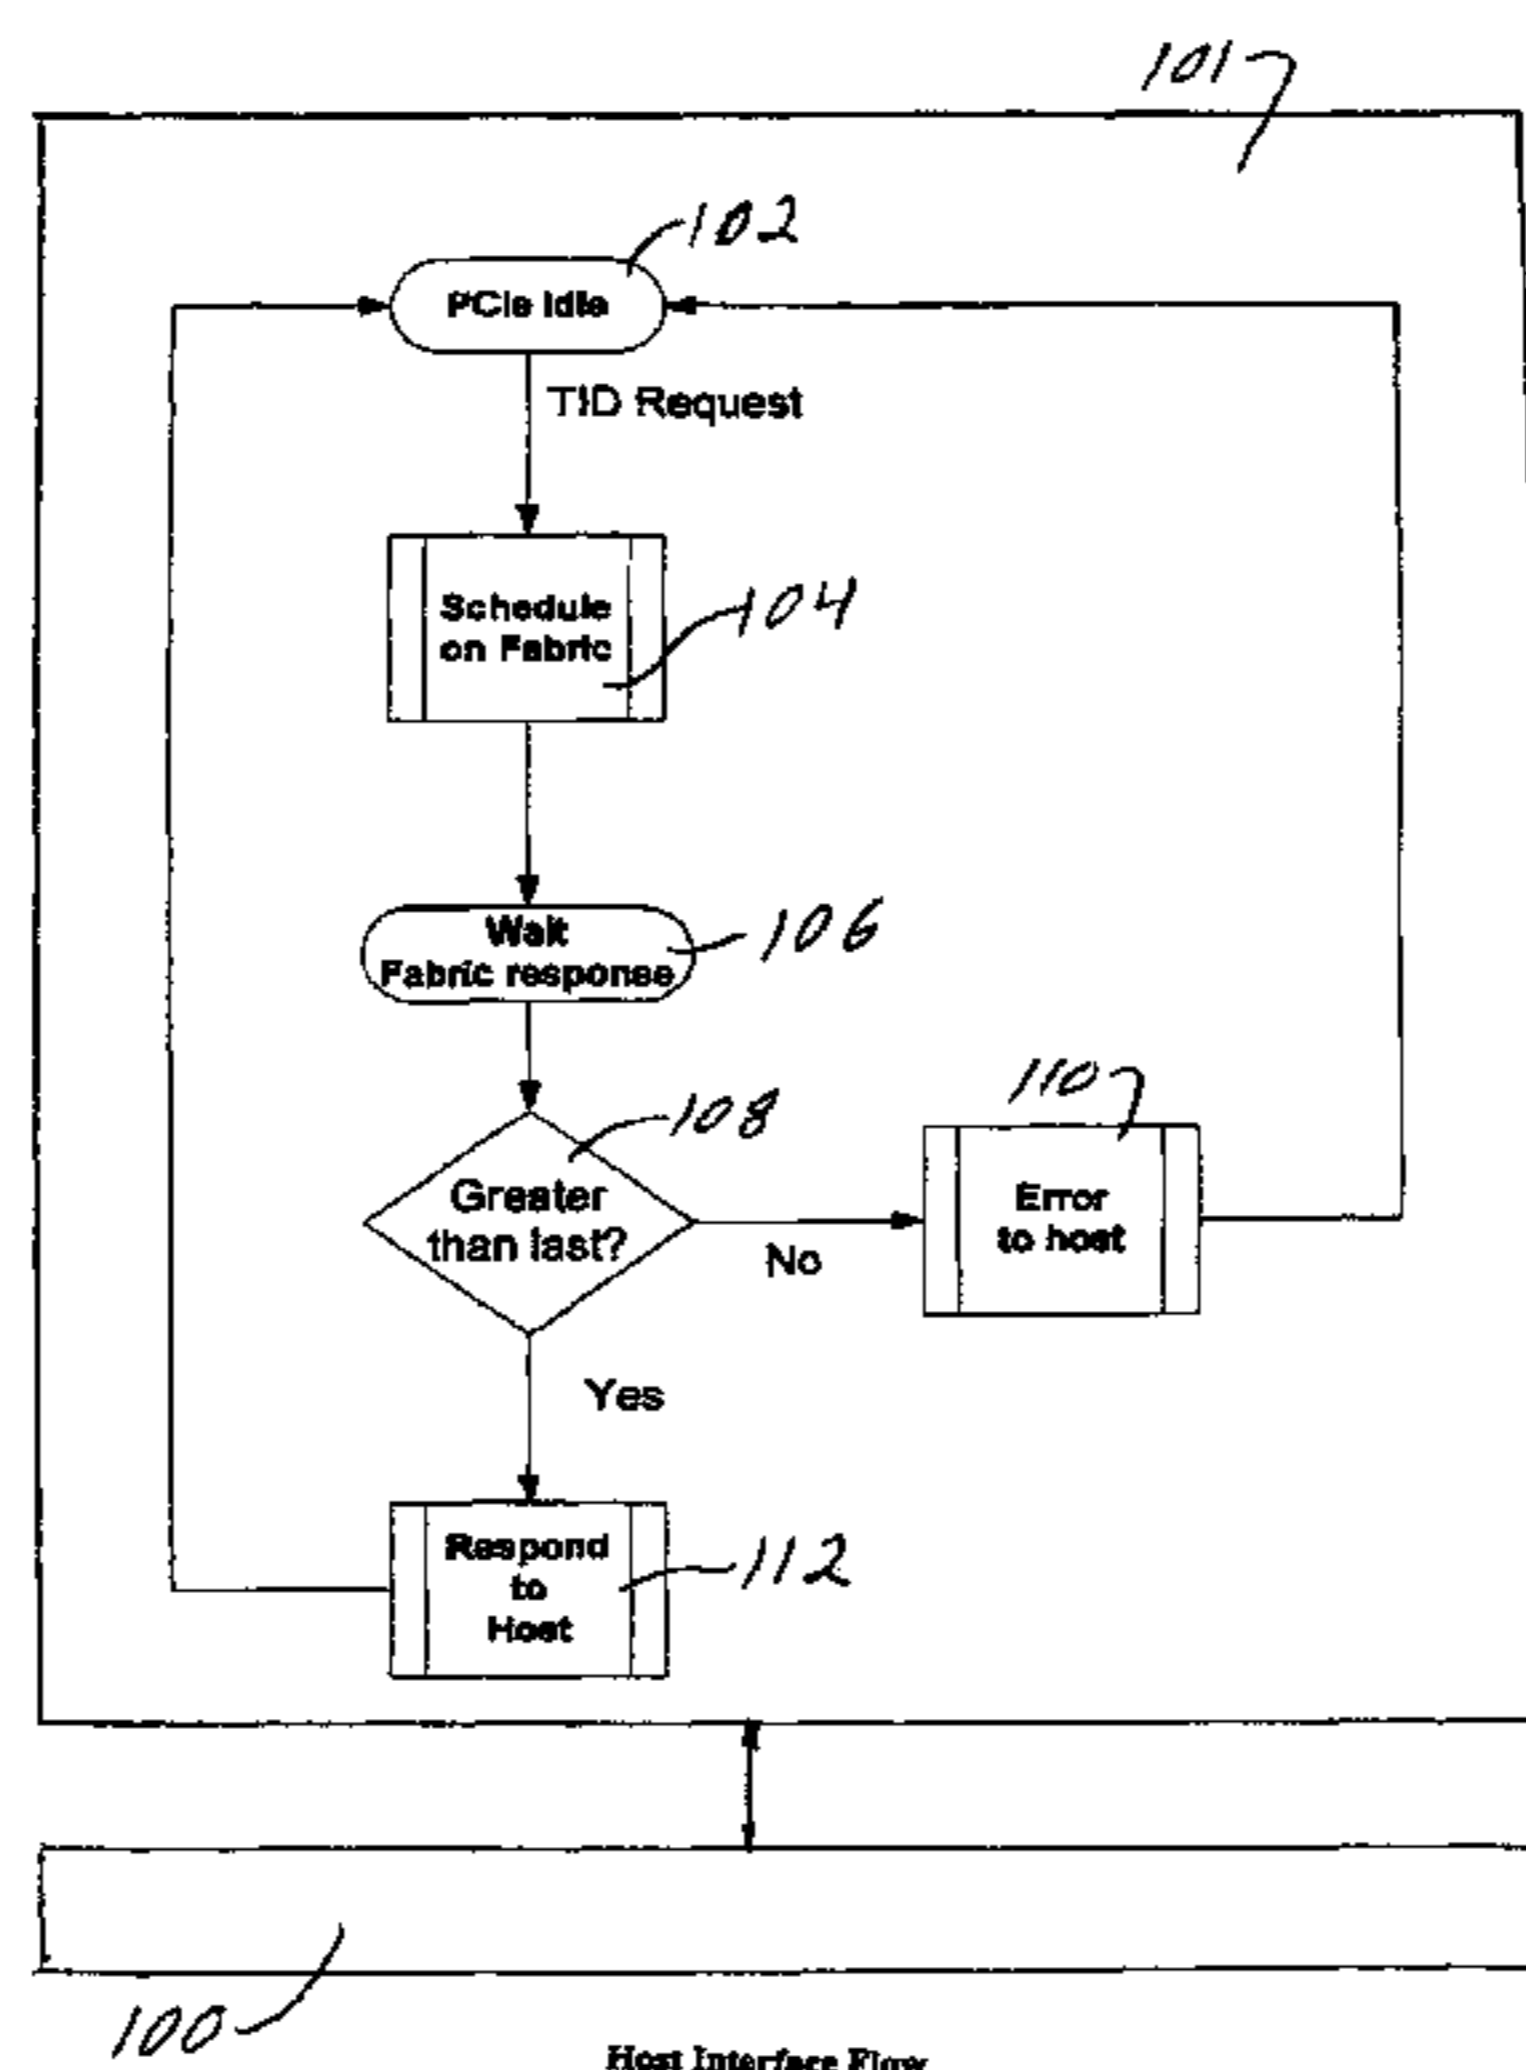 101
102
PCIe Idle
TID Request
Schedule
on Fabric
104
Wait
Fabric response
106
108
Greater
than last?
No
110
Error
to host
Yes
Respond
to
Host
112
100
Host Interface Flow